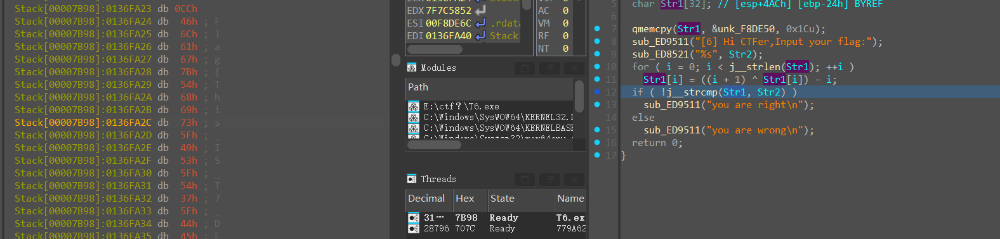 Stack[00007B98]:0136FA23 db 0CCh
Stack[00007B98]:0136FA24 db 46h ; F
Stack[00007B98]:0136FA25 db 6Ch ; l
Stack[00007B98]:0136FA26 db 61h ; a
Stack[00007B98]:0136FA27 db 67h ; g
Stack[00007B98]:0136FA28 db 7Bh ; {
Stack[00007B98]:0136FA29 db 54h ; T
Stack[00007B98]:0136FA2A db 68h ; h
Stack[00007B98]:0136FA2B db 69h ; i
Stack[00007B98]:0136FA2C db 73h ; s
Stack[00007B98]:0136FA2D db 5Fh ; _
Stack[00007B98]:0136FA2E db 49h ; I
Stack[00007B98]:0136FA2F db 53h ; S
Stack[00007B98]:0136FA30 db 5Fh ; _
Stack[00007B98]:0136FA31 db 54h ; T
Stack[00007B98]:0136FA32 db 37h ; 7
Stack[00007B98]:0136FA33 db 5Fh ; _
Stack[00007B98]:0136FA34 db 44h ; D
Stack[00007B98]:0136FA35 db 45h ; E
EDX 7F7C5852
ESI 00F8DE6C .rdata
EDI 0136FA40 Stack
AC 0
VM 0
RF 0
NT 0
Modules
Path
E:\ctf?\T6.exe
C:\Windows\SysWOW64\KERNEL32.D
C:\Windows\SysWOW64\KERNELBASE
Threads
Decimal Hex State Name
31… 7B98 Ready T6.ex
28796 707C Ready 779A62
5 char Str1[32]; // [esp+4ACh] [ebp-24h] BYREF
6
7 qmemcpy(Str1, &unk_F8DE50, 0x1Cu);
8 sub_ED9511("[6] Hi CTFer,Input your flag:");
9 sub_ED8521("%s", Str2);
10 for ( i = 0; i < j__strlen(Str1); ++i )
11 Str1[i] = ((i + 1) ^ Str1[i]) - i;
12 if ( !j__strcmp(Str1, Str2) )
13 sub_ED9511("you are right\n");
14 else
15 sub_ED9511("you are wrong\n");
16 return 0;
17 }